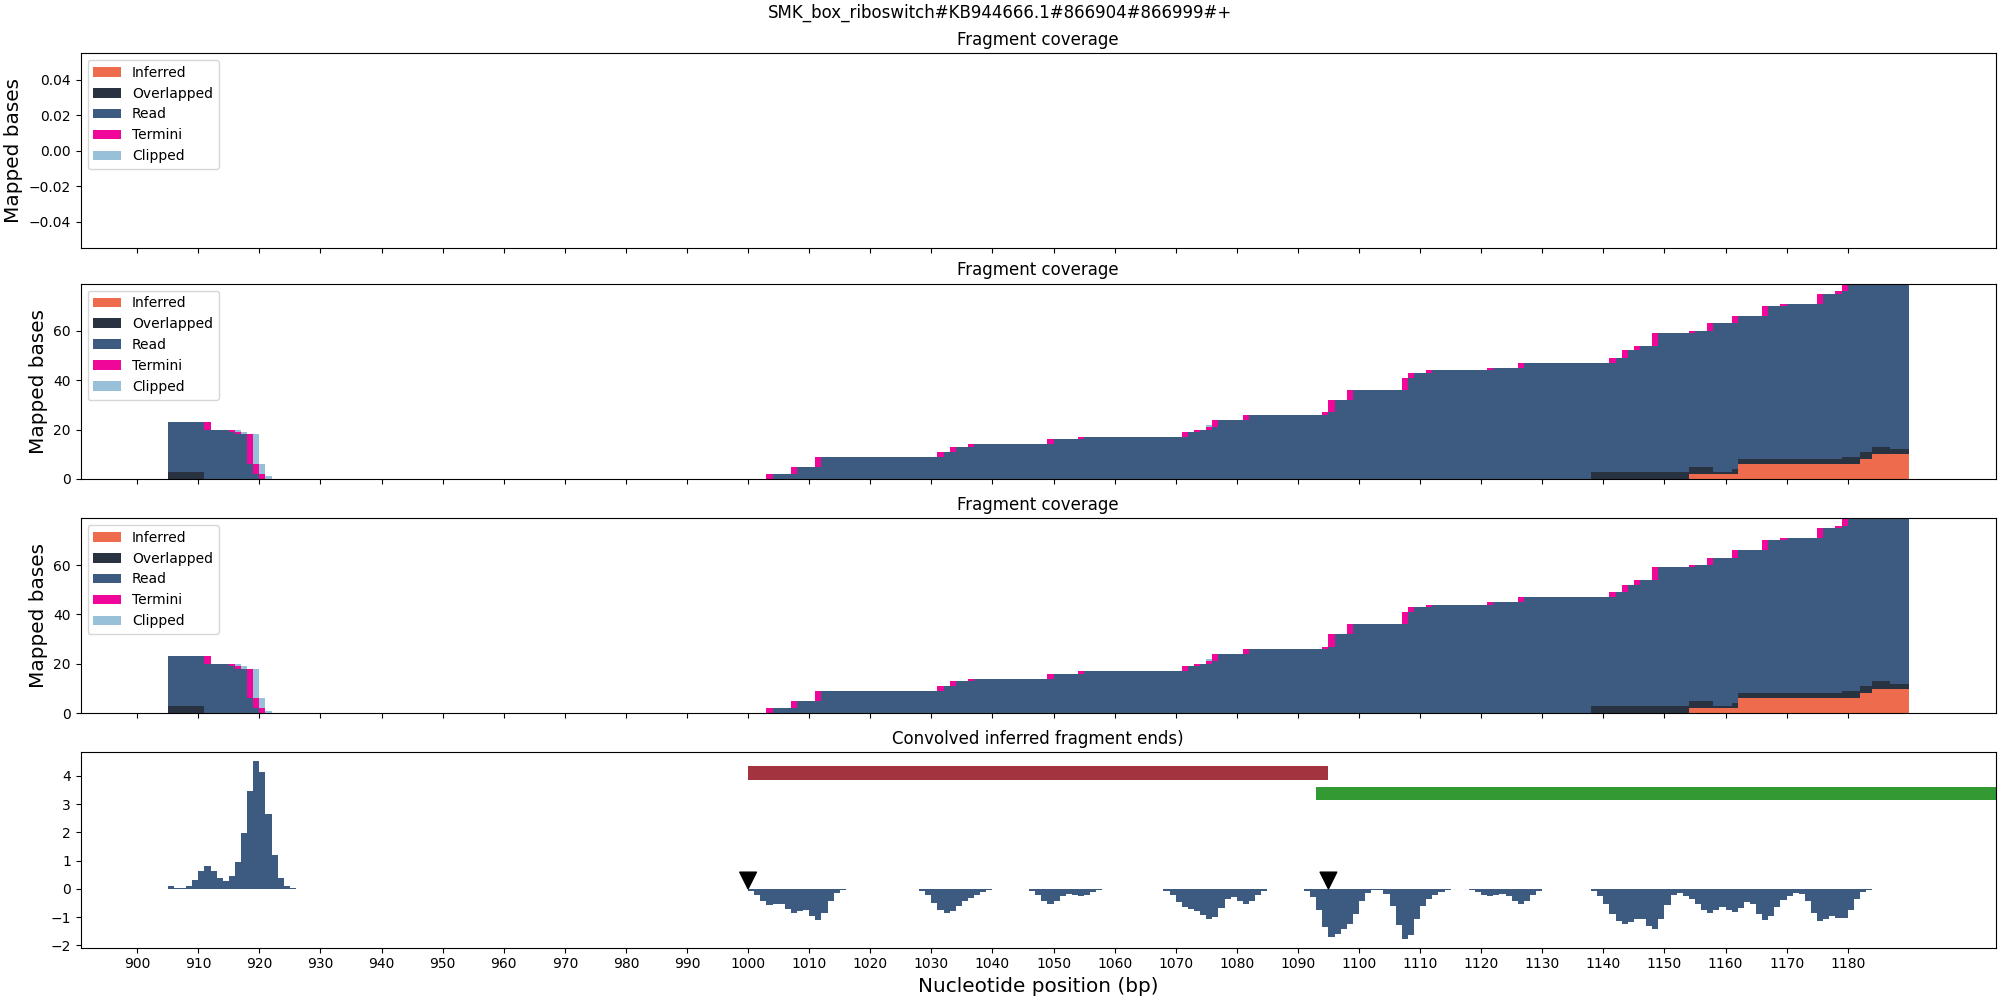 SMK_box_riboswitch#KB944666.1#866904#866999#+
Fragment coverage
Mapped bases
0.04
0.02
0.00
−0.02
−0.04
Inferred
Overlapped
Read
Termini
Clipped
Fragment coverage
Mapped bases
60
40
20
0
Inferred
Overlapped
Read
Termini
Clipped
Fragment coverage
Mapped bases
60
40
20
0
Inferred
Overlapped
Read
Termini
Clipped
Convolved inferred fragment ends)
4
3
2
1
0
−1
−2
900 910 920 930 940 950 960 970 980 990 1000 1010 1020 1030 1040 1050 1060 1070 1080 1090 1100 1110 1120 1130 1140 1150 1160 1170 1180
Nucleotide position (bp)